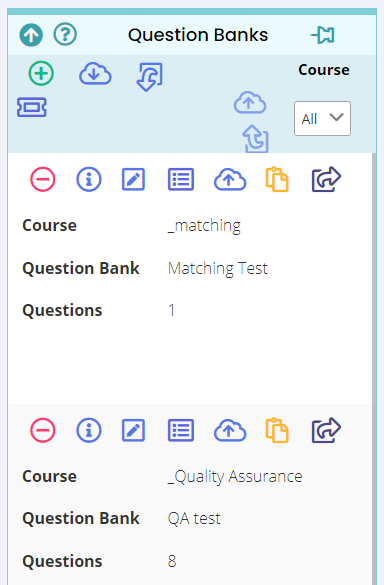 Question Banks
Course
All
Course _matching
Question Bank Matching Test
Questions 1
Course _Quality Assurance
Question Bank QA test
Questions 8